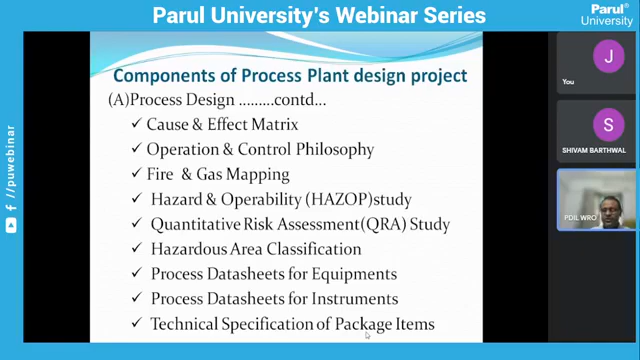 Parul University's Webinar Series
Parul®
University
Components of Process Plant design project
(A)Process Design .........contd...
✓ Cause & Effect Matrix
✓ Operation & Control Philosophy
✓ Fire & Gas Mapping
✓ Hazard & Operability (HAZOP)study
✓ Quantitative Risk Assessment(QRA) Study
✓ Hazardous Area Classification
✓ Process Datasheets for Equipments
✓ Process Datasheets for Instruments
✓ Technical Specification of Package Items
J
You
S
SHIVAM BARTHWAL
PDIL WRO
/puwebinar